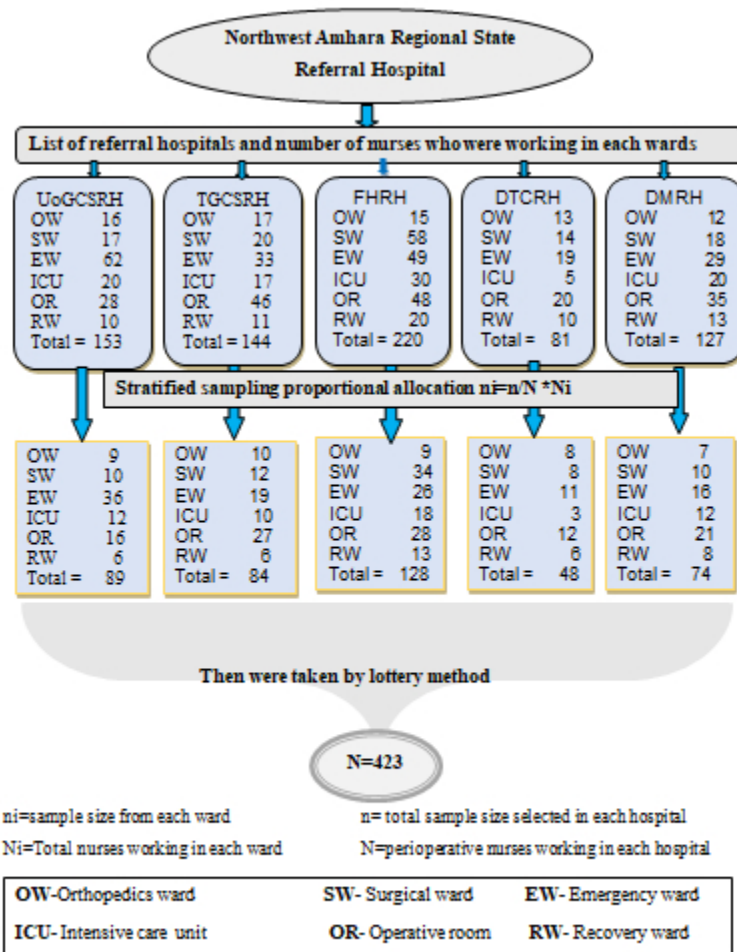 Northwest Amhara Regional State
Referral Hospital
List of referral hospitals and number of nurses who were working in each wards
UoGCSRH
OW 16
SW 17
EW 62
ICU 20
OR 28
RW 10
Total = 153
TGCSRH
OW 17
SW 20
EW 33
ICU 17
OR 46
RW 11
Total = 144
FHRH
OW 15
SW 58
EW 49
ICU 30
OR 48
RW 20
Total = 220
DTCRH
OW 13
SW 14
EW 19
ICU 5
OR 20
RW 10
Total = 81
DMRH
OW 12
SW 18
EW 29
ICU 20
OR 35
RW 13
Total = 127
Stratified sampling proportional allocation ni=n/N *Ni
OW 9
SW 10
EW 36
ICU 12
OR 16
RW 6
Total = 89
OW 10
SW 12
EW 19
ICU 10
OR 27
RW 6
Total = 84
OW 9
SW 34
EW 26
ICU 18
OR 28
RW 13
Total = 128
OW 8
SW 8
EW 11
ICU 3
OR 12
RW 6
Total = 48
OW 7
SW 10
EW 16
ICU 12
OR 21
RW 8
Total = 74
Then were taken by lottery method
N=423
ni=sample size from each ward n= total sample size selected in each hospital
Ni=Total nurses working in each ward N=perioperative nurses working in each hospital
OW-Orthopedics ward SW- Surgical ward EW- Emergency ward
ICU- Intensive care unit OR- Operative room RW- Recovery ward